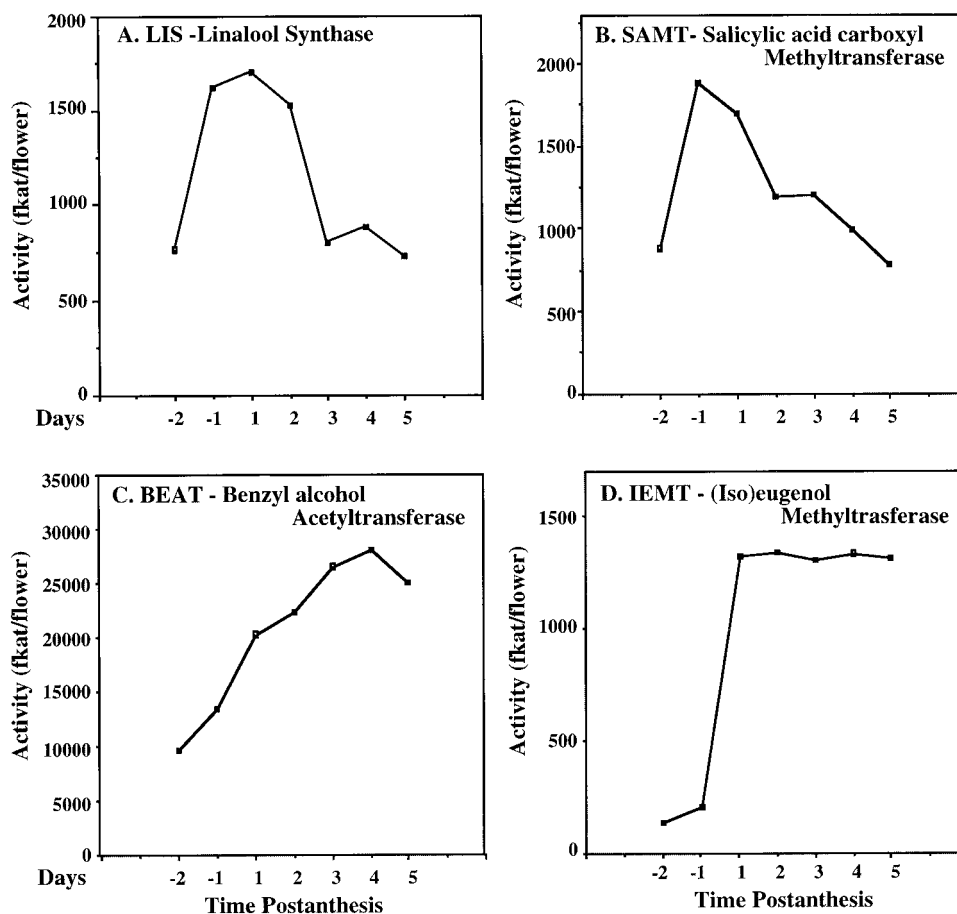 A. LIS -Linalool Synthase
Activity (fkat/flower)
2000
1500
1000
500
0
Days
-2 -1 1 2 3 4 5
B. SAMT- Salicylic acid carboxyl
Methyltransferase
Activity (fkat/flower)
2000
1500
1000
500
0
-2 -1 1 2 3 4 5
C. BEAT - Benzyl alcohol
Acetyltransferase
Activity (fkat/flower)
35000
30000
25000
20000
15000
10000
5000
0
Days
-2 -1 1 2 3 4 5
Time Postanthesis
D. IEMT - (Iso)eugenol
Methyltrasferase
Activity (fkat/flower)
1500
1000
500
0
-2 -1 1 2 3 4 5
Time Postanthesis